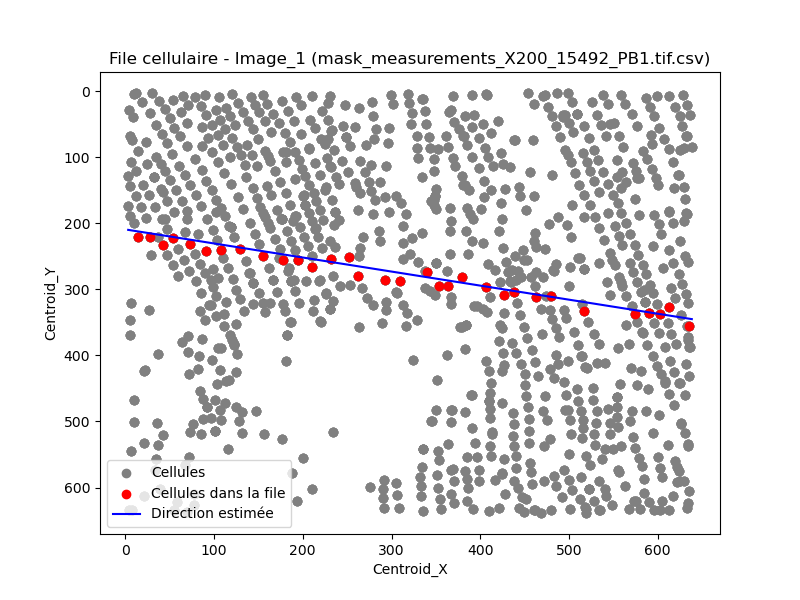 File cellulaire - Image_1 (mask_measurements_X200_15492_PB1.tif.csv)
0
100
200
300
400
500
600
Centroid_Y
Cellules
Cellules dans la file
Direction estimée
0 100 200 300 400 500 600
Centroid_X